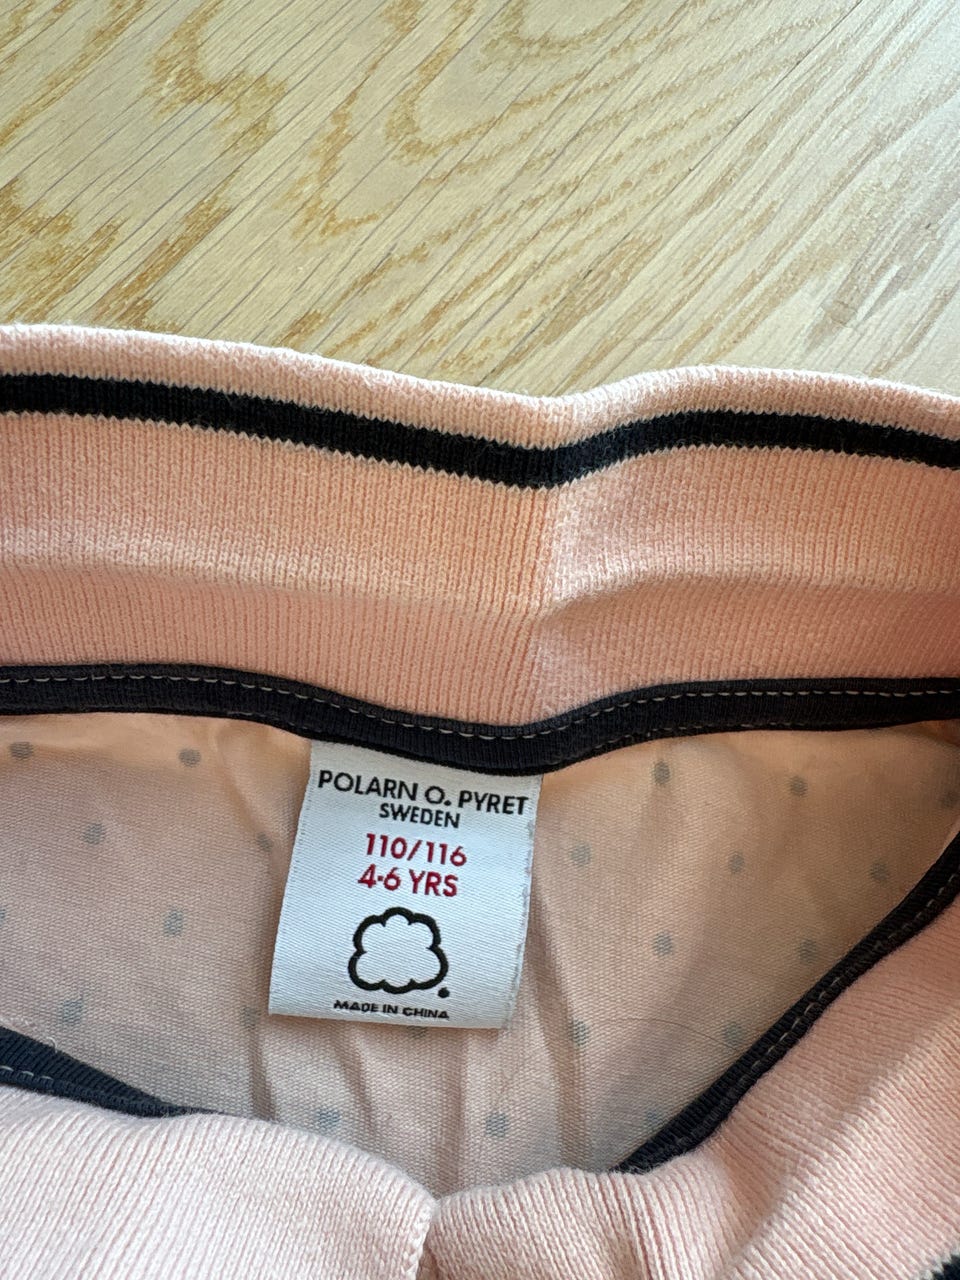 POLARN O. PYRET
SWEDEN
110/116
4-6 YRS
MADE IN CHINA